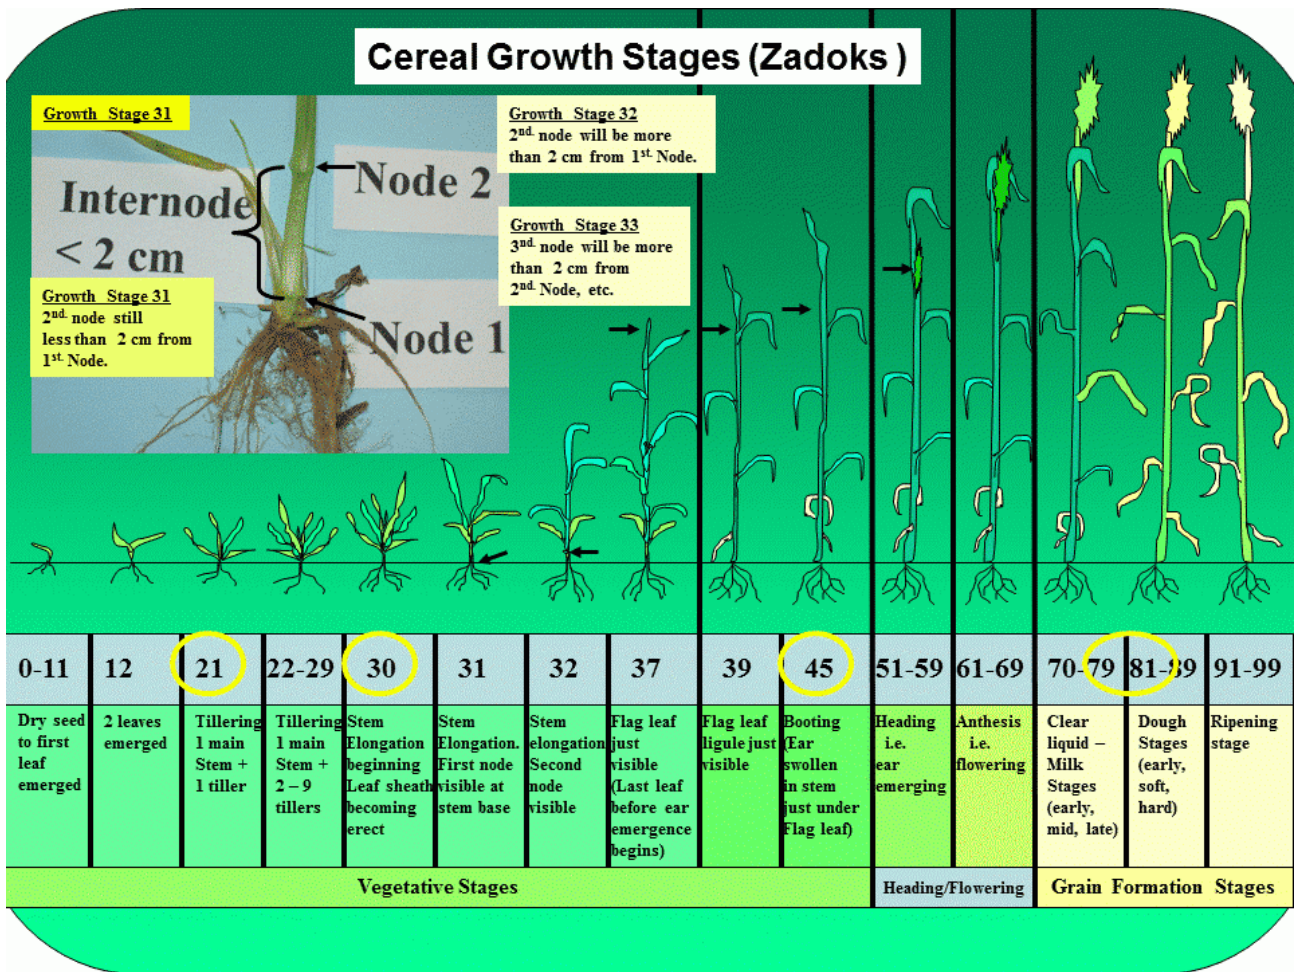 Cereal Growth Stages (Zadoks )
Growth Stage 31
Internode
< 2 cm
Node 2
Node 1
Growth Stage 31
2nd. node still
less than 2 cm from
1st. Node.
Growth Stage 32
2nd. node will be more
than 2 cm from 1st. Node.
Growth Stage 33
3nd. node will be more
than 2 cm from
2nd. Node, etc.
0-11
12
21
22-29
30
31
32
37
39
45
51-59
61-69
70-79
81-89
91-99
Dry seed
to first
leaf
emerged
2 leaves
emerged
Tillering
1 main
Stem +
1 tiller
Tillering
1 main
Stem +
2 – 9
tillers
Stem
Elongation
beginning
Leaf sheath
becoming
erect
Stem
Elongation.
First node
visible at
stem base
Stem
elongation
Second
node
visible
Flag leaf
just
visible
(Last leaf
before ear
emergence
begins)
Flag leaf
ligule just
visible
Booting
(Ear
swollen
in stem
just under
Flag leaf)
Heading
i.e.
ear
emerging
Anthesis
i.e.
flowering
Clear
liquid –
Milk
Stages
(early,
mid, late)
Dough
Stages
(early,
soft,
hard)
Ripening
stage
Vegetative Stages
Heading/Flowering
Grain Formation Stages